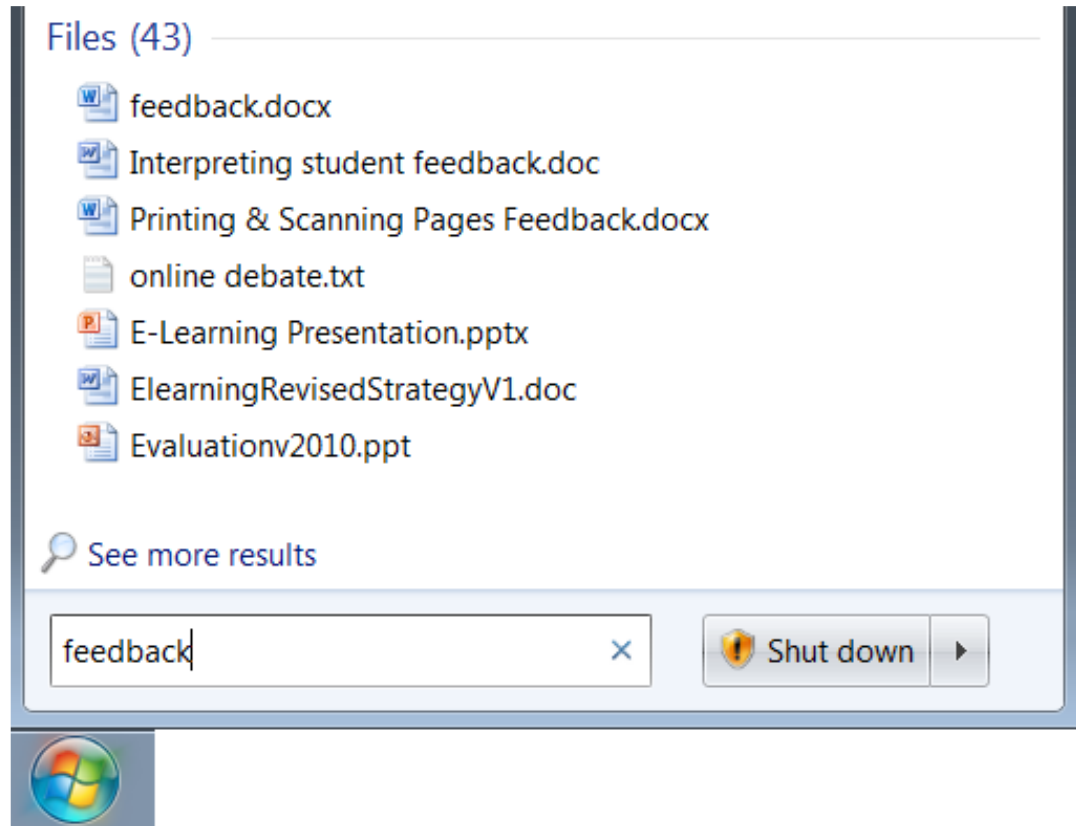 Files (43)
feedback.docx
Interpreting student feedback.doc
Printing & Scanning Pages Feedback.docx
online debate.txt
E-Learning Presentation.pptx
ElearningRevisedStrategyV1.doc
Evaluationv2010.ppt
See more results
feedback
Shut down